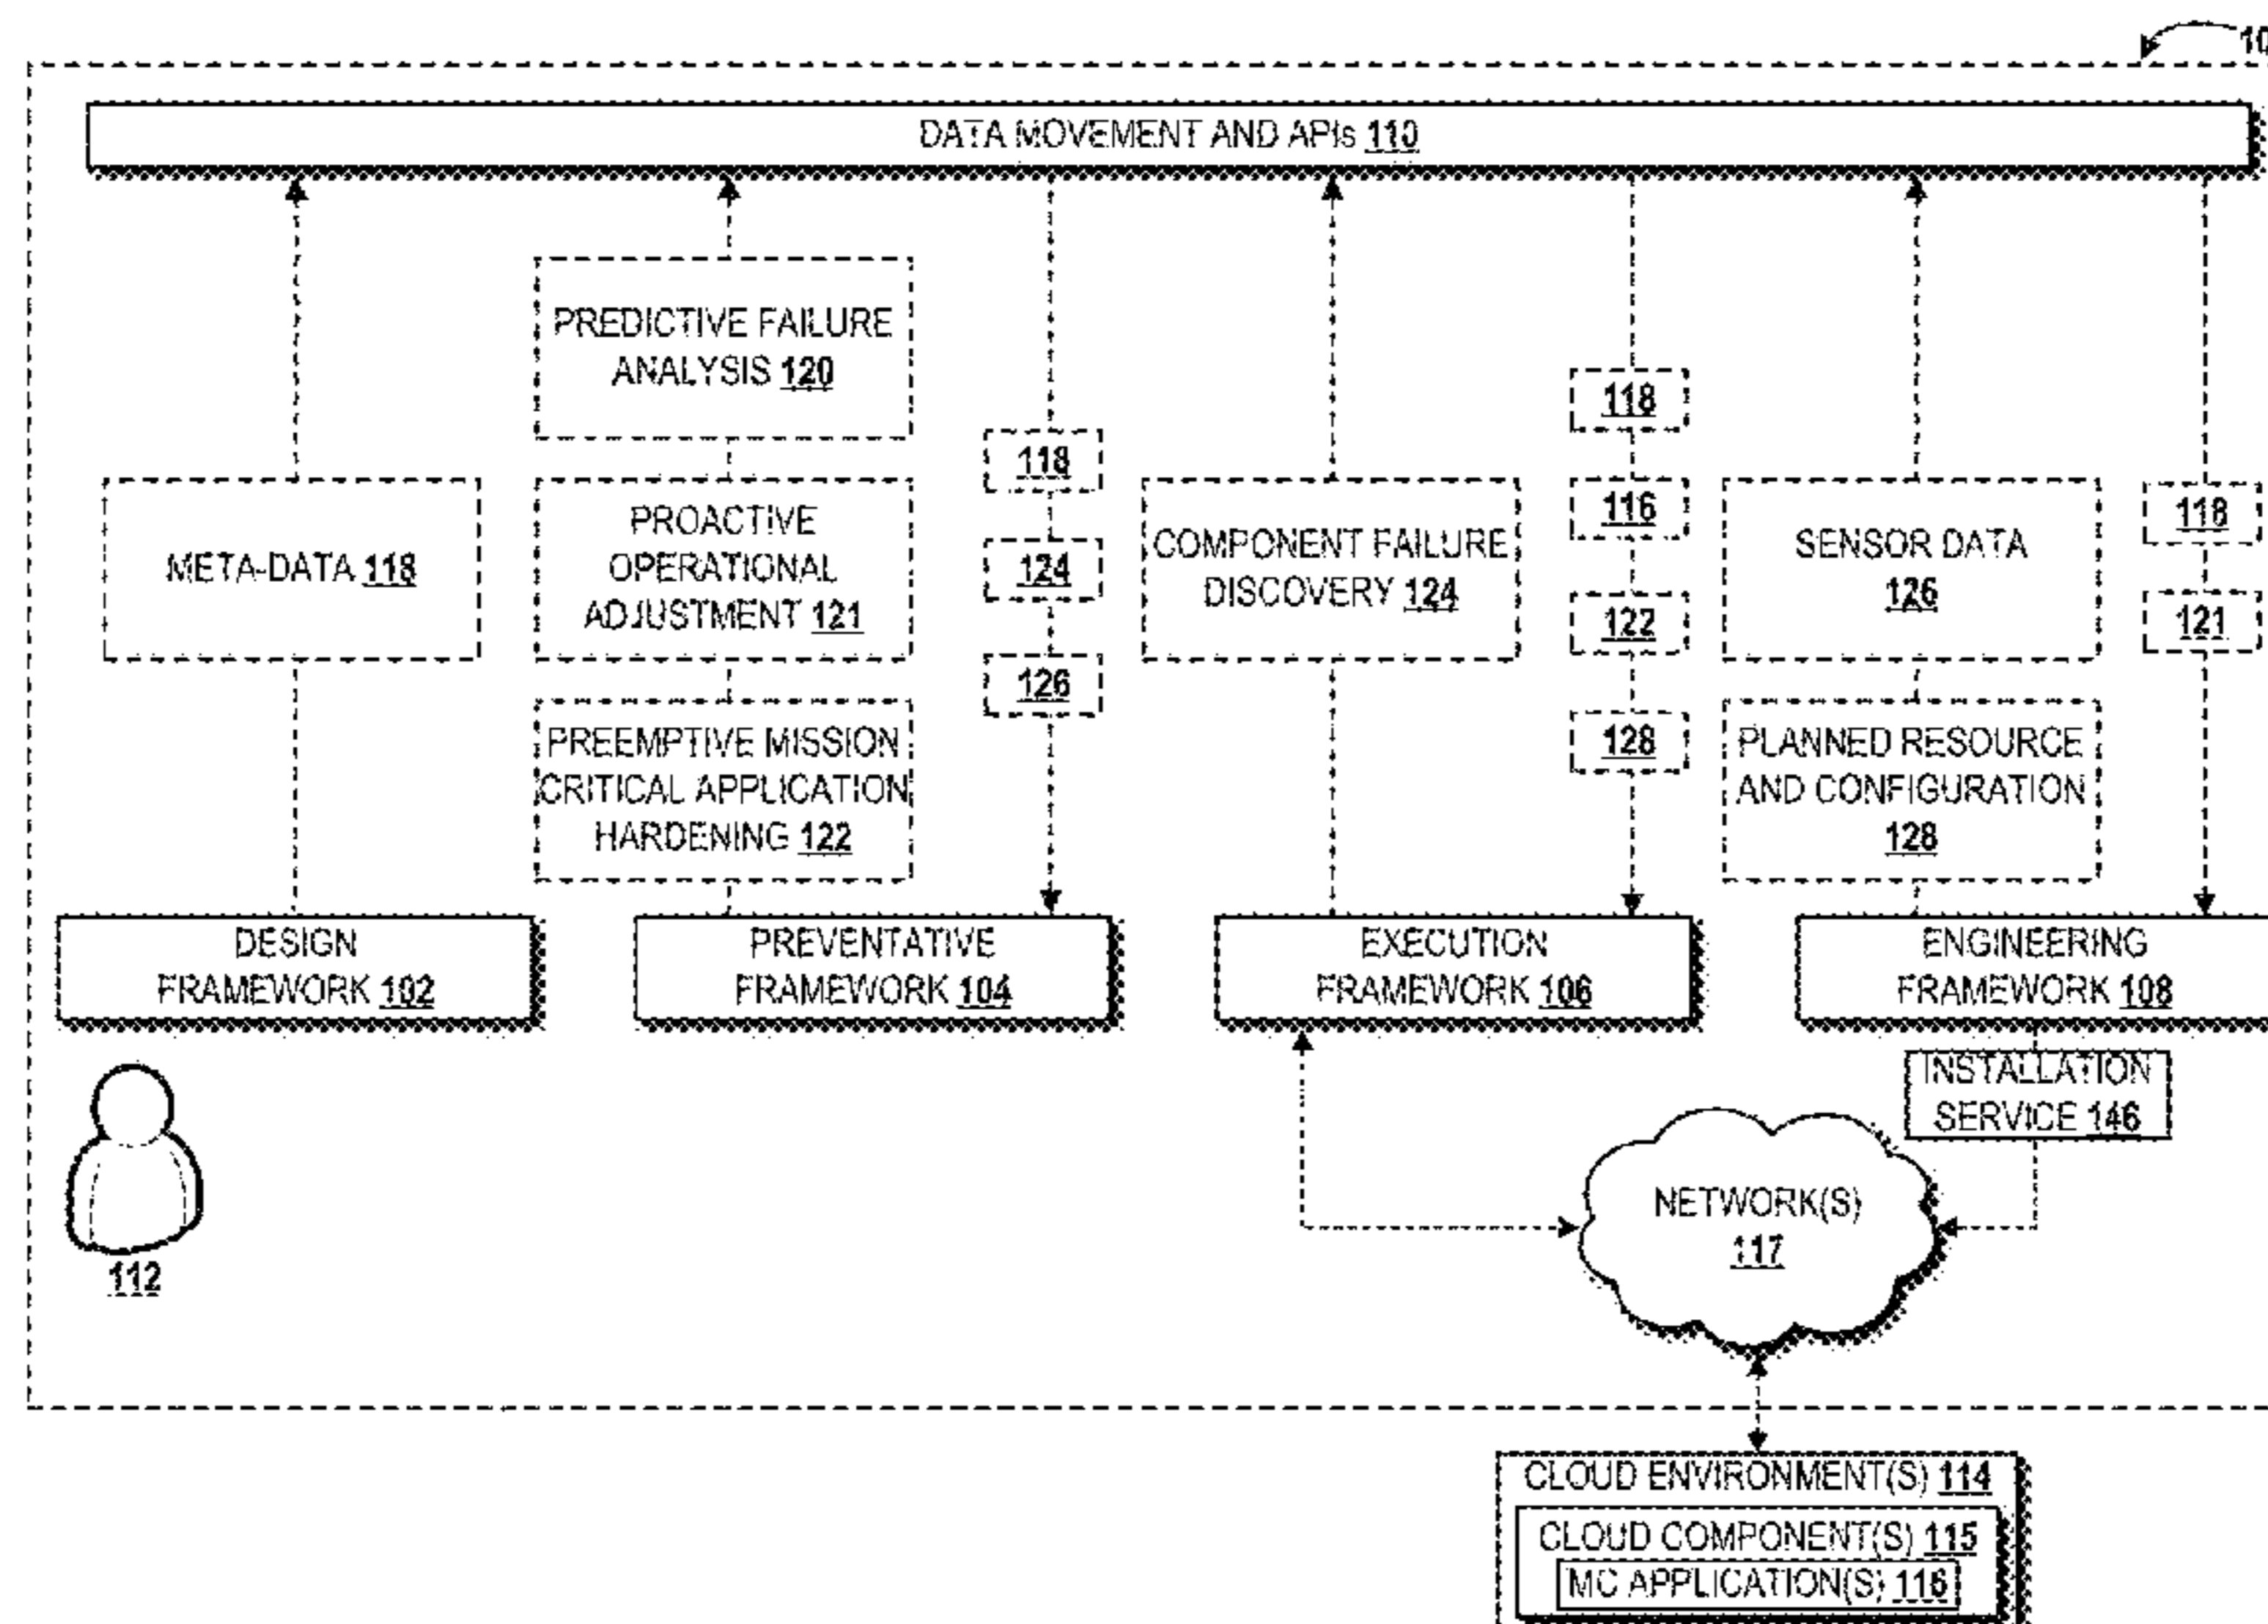 10
DATA MOVEMENT AND APIs 110
PREDICTIVE FAILURE
ANALYSIS 120
META-DATA 118
PROACTIVE
OPERATIONAL
ADJUSTMENT 121
PREEMPTIVE MISSION
CRITICAL APPLICATION
HARDENING 122
118
124
126
COMPONENT FAILURE
DISCOVERY 124
118
116
122
128
SENSOR DATA
126
PLANNED RESOURCE
AND CONFIGURATION
128
118
121
DESIGN
FRAMEWORK 102
PREVENTATIVE
FRAMEWORK 104
EXECUTION
FRAMEWORK 106
ENGINEERING
FRAMEWORK 108
INSTALLATION
SERVICE 146
NETWORK(S)
117
112
CLOUD ENVIRONMENT(S) 114
CLOUD COMPONENT(S) 115
MC APPLICATION(S) 116